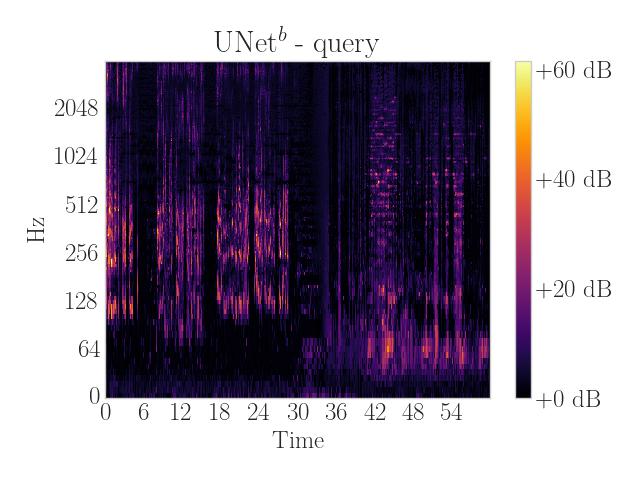 UNet^b - query
+60 dB
2048
1024
+40 dB
512
Hz
256
+20 dB
128
64
0
+0 dB
0 6 12 18 24 30 36 42 48 54
Time